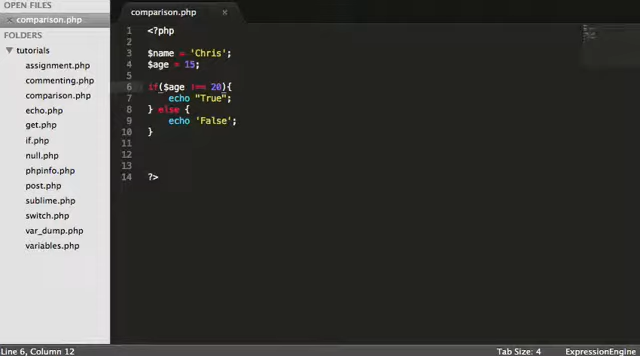 OPEN FILES
comparison.php
FOLDERS
tutorials
assignment.php
commenting.php
comparison.php
echo.php
get.php
if.php
null.php
phpinfo.php
post.php
sublime.php
switch.php
var_dump.php
variables.php
comparison.php
1 <?php
2
3 $name = 'Chris';
4 $age = 15;
5
6 if($age !== 20){
7 echo "True";
8 } else {
9 echo 'False';
10 }
11
12
13
14 ?>
Line 6, Column 12
Tab Size: 4
ExpressionEngine